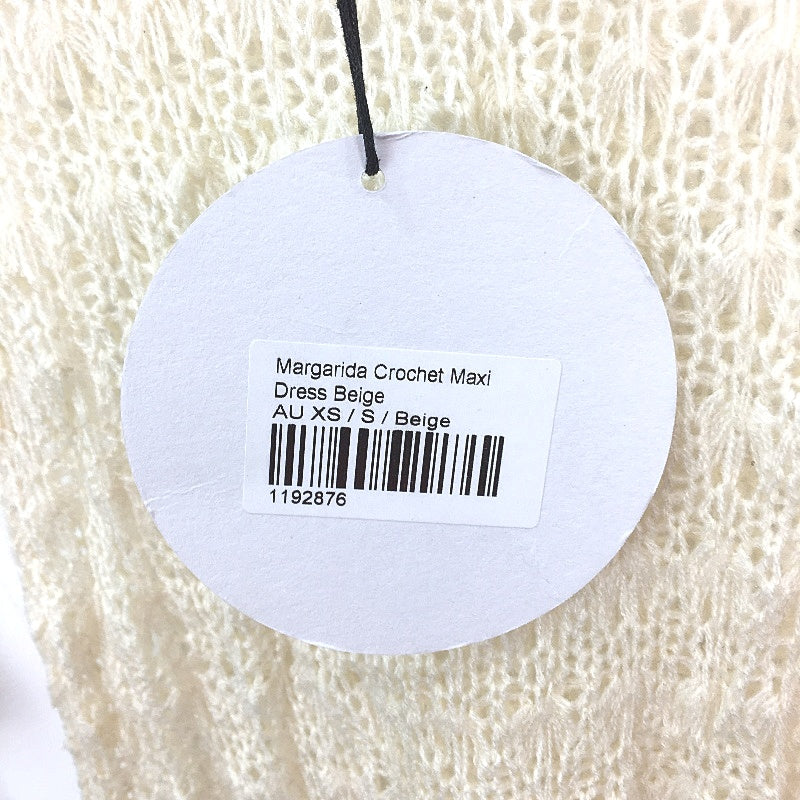 Margarida Crochet Maxi
Dress Beige
AU XS / S / Beige
1192876